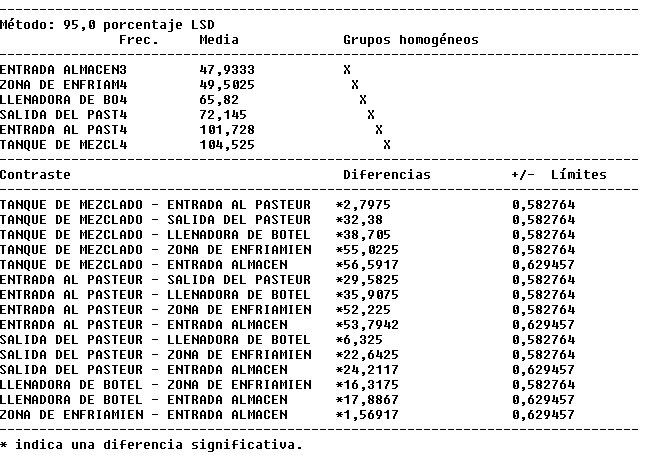 Método: 95,0 porcentaje LSD
Frec. Media Grupos homogéneos
ENTRADA ALMACEN3 47,9333 X
ZONA DE ENFRIAM4 49,5025 X
LLENADORA DE BO4 65,82 X
SALIDA DEL PAST4 72,145 X
ENTRADA AL PAST4 101,728 X
TANQUE DE MEZCL4 104,525 X
Contraste Diferencias +/- Límites
TANQUE DE MEZCLADO - ENTRADA AL PASTEUR *2,7975 0,582764
TANQUE DE MEZCLADO - SALIDA DEL PASTEUR *32,38 0,582764
TANQUE DE MEZCLADO - LLENADORA DE BOTEL *38,705 0,582764
TANQUE DE MEZCLADO - ZONA DE ENFRIAMIEN *55,0225 0,582764
TANQUE DE MEZCLADO - ENTRADA ALMACEN *56,5917 0,629457
ENTRADA AL PASTEUR - SALIDA DEL PASTEUR *29,5825 0,582764
ENTRADA AL PASTEUR - LLENADORA DE BOTEL *35,9075 0,582764
ENTRADA AL PASTEUR - ZONA DE ENFRIAMIEN *52,225 0,582764
ENTRADA AL PASTEUR - ENTRADA ALMACEN *53,7942 0,629457
SALIDA DEL PASTEUR - LLENADORA DE BOTEL *6,325 0,582764
SALIDA DEL PASTEUR - ZONA DE ENFRIAMIEN *22,6425 0,582764
SALIDA DEL PASTEUR - ENTRADA ALMACEN *24,2117 0,629457
LLENADORA DE BOTEL - ZONA DE ENFRIAMIEN *16,3175 0,582764
LLENADORA DE BOTEL - ENTRADA ALMACEN *17,8867 0,629457
ZONA DE ENFRIAMIEN - ENTRADA ALMACEN *1,56917 0,629457
* indica una diferencia significativa.